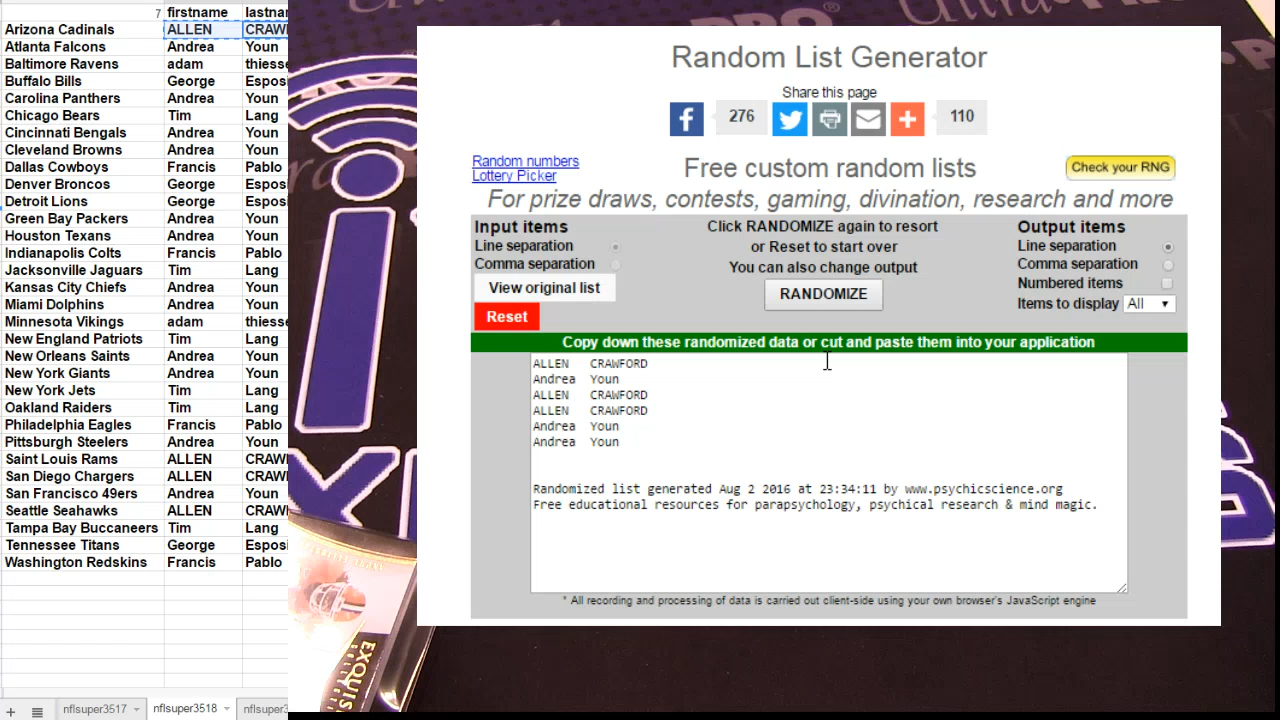 7 firstname lastnam
Arizona Cadinals ALLEN CRAW
Atlanta Falcons Andrea Youn
Baltimore Ravens adam thiesse
Buffalo Bills George Espos
Carolina Panthers Andrea Youn
Chicago Bears Tim Lang
Cincinnati Bengals Andrea Youn
Cleveland Browns Andrea Youn
Dallas Cowboys Francis Pablo
Denver Broncos George Espos
Detroit Lions George Espos
Green Bay Packers Andrea Youn
Houston Texans Andrea Youn
Indianapolis Colts Francis Pablo
Jacksonville Jaguars Tim Lang
Kansas City Chiefs Andrea Youn
Miami Dolphins Andrea Youn
Minnesota Vikings adam thiesse
New England Patriots Tim Lang
New Orleans Saints Andrea Youn
New York Giants Andrea Youn
New York Jets Tim Lang
Oakland Raiders Tim Lang
Philadelphia Eagles Francis Pablo
Pittsburgh Steelers Andrea Youn
Saint Louis Rams ALLEN CRAW
San Diego Chargers ALLEN CRAW
San Francisco 49ers Andrea Youn
Seattle Seahawks ALLEN CRAW
Tampa Bay Buccaneers Tim Lang
Tennessee Titans George Espos
Washington Redskins Francis Pablo
nflsuper3517 nflsuper3518 nflsuper3
Random List Generator
Share this page
276 110
Random numbers
Lottery Picker
Free custom random lists
Check your RNG
For prize draws, contests, gaming, divination, research and more
Input items
Line separation
Comma separation
View original list
Reset
Click RANDOMIZE again to resort
or Reset to start over
You can also change output
RANDOMIZE
Output items
Line separation
Comma separation
Numbered items
Items to display All
Copy down these randomized data or cut and paste them into your application
ALLEN CRAWFORD
Andrea Youn
ALLEN CRAWFORD
ALLEN CRAWFORD
Andrea Youn
Andrea Youn
Randomized list generated Aug 2 2016 at 23:34:11 by www.psychicscience.org
Free educational resources for parapsychology, psychical research & mind magic.
* All recording and processing of data is carried out client-side using your own browser's JavaScript engine